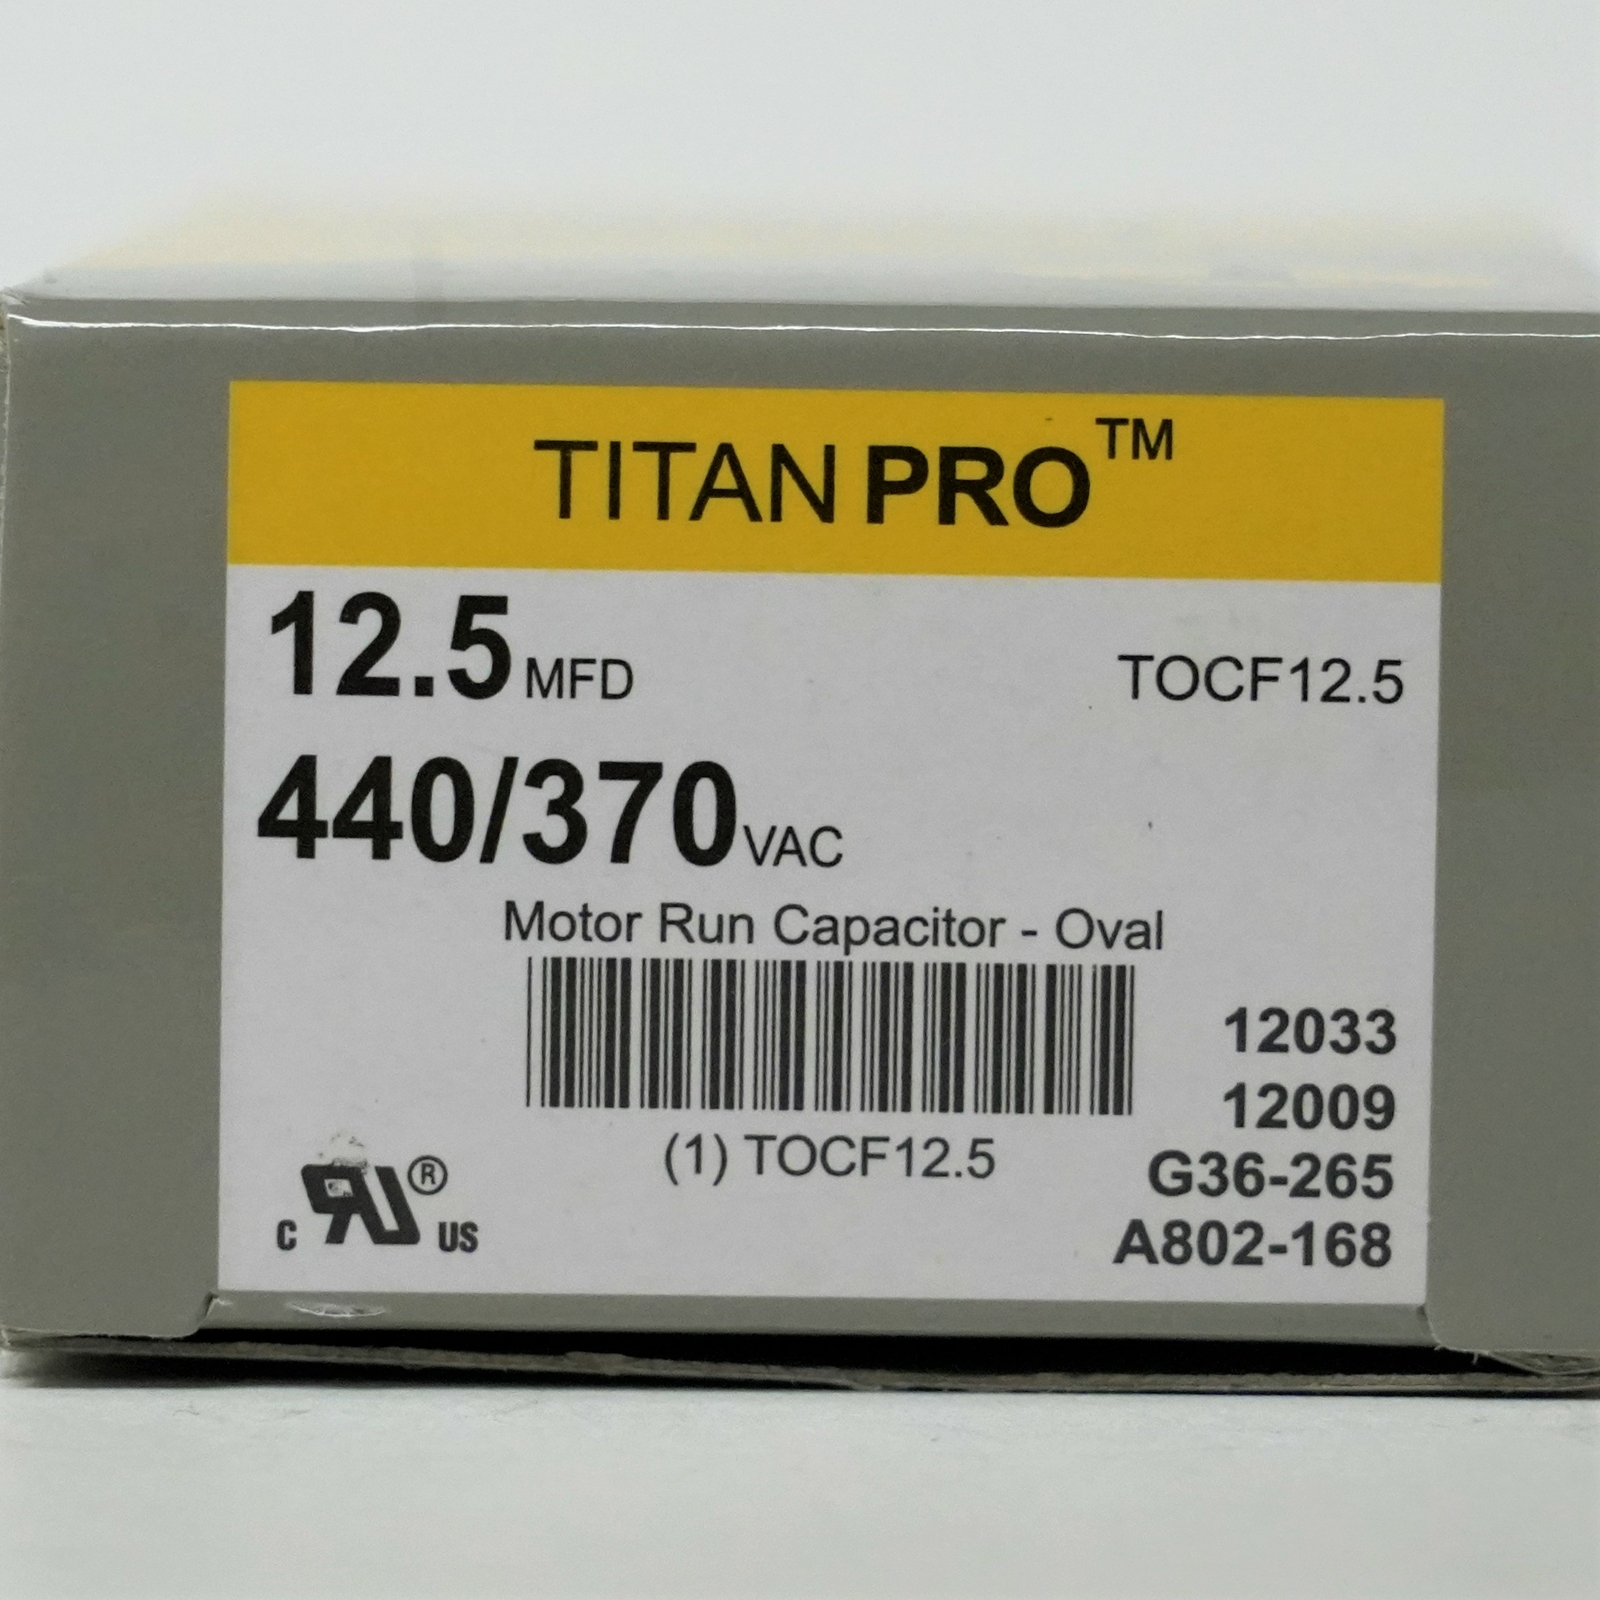 TITAN PRO™
12.5 MFD
TOCF12.5
440/370 VAC
Motor Run Capacitor - Oval
(1) TOCF12.5
12033
12009
G36-265
A802-168
C RU® US